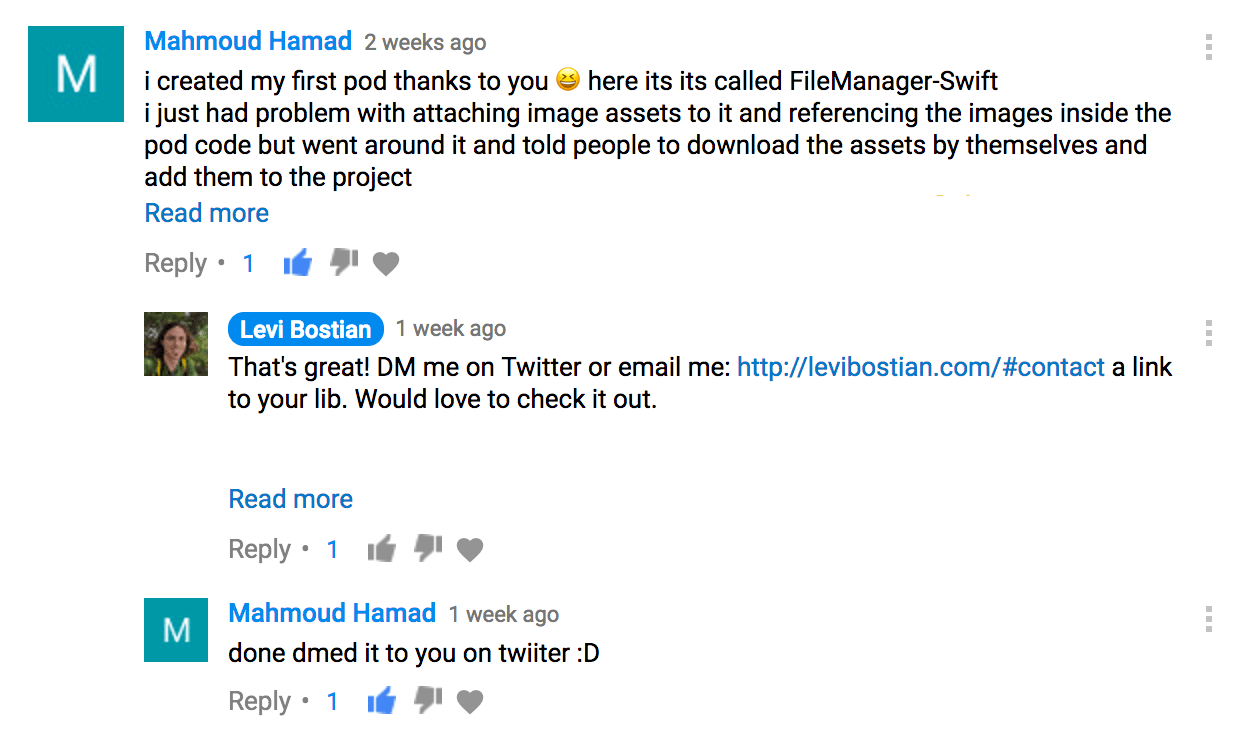 M
Mahmoud Hamad 2 weeks ago
i created my first pod thanks to you 😆 here its its called FileManager-Swift
i just had problem with attaching image assets to it and referencing the images inside the
pod code but went around it and told people to download the assets by themselves and
add them to the project
Read more
Reply • 1
Levi Bostian 1 week ago
That's great! DM me on Twitter or email me: http://levibostian.com/#contact a link
to your lib. Would love to check it out.
Read more
Reply • 1
M
Mahmoud Hamad 1 week ago
done dmed it to you on twiiter :D
Reply • 1